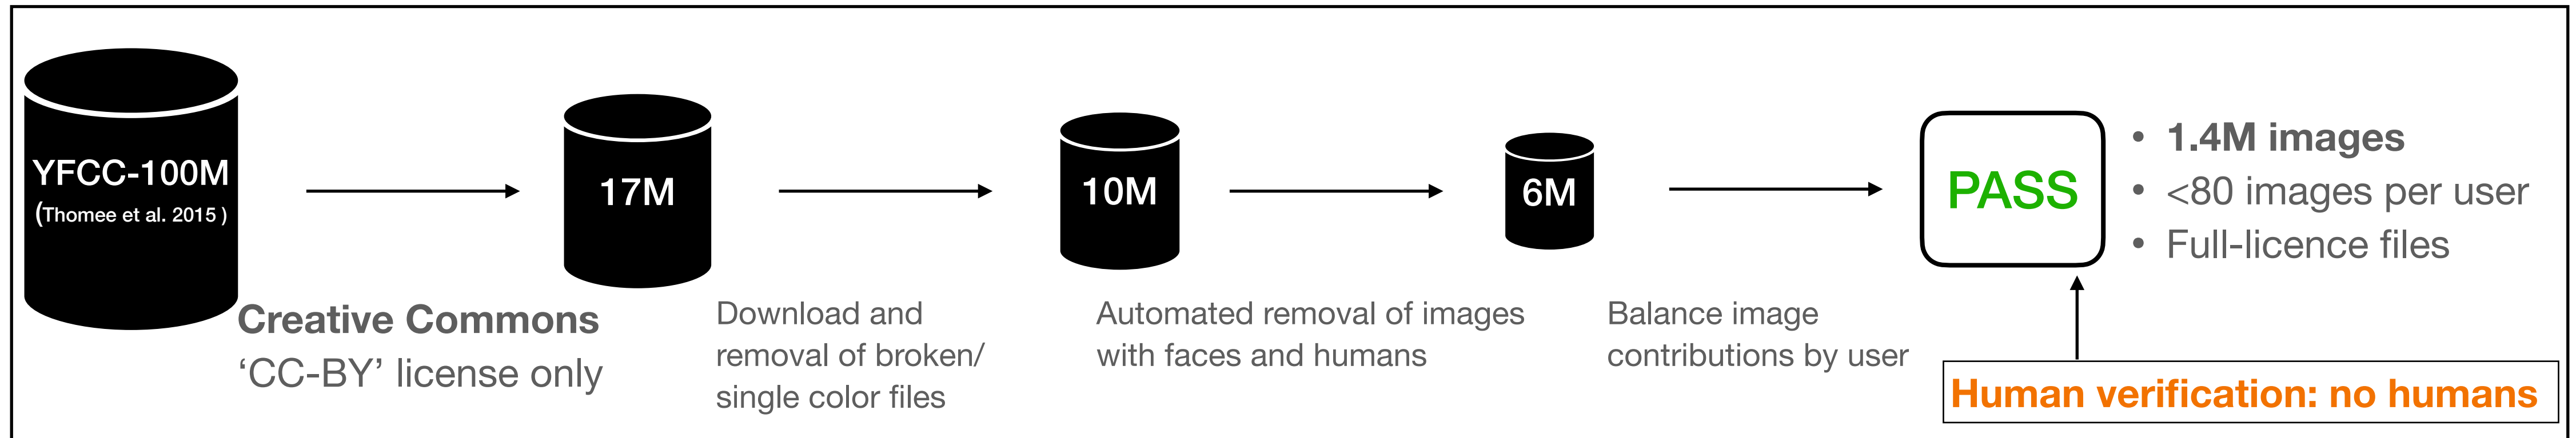 YFCC-100M
(Thomee et al. 2015 )
Creative Commons
‘CC-BY’ license only
17M
Download and
removal of broken/
single color files
10M
Automated removal of images
with faces and humans
6M
Balance image
contributions by user
PASS
• 1.4M images
• <80 images per user
• Full-licence files
Human verification: no humans